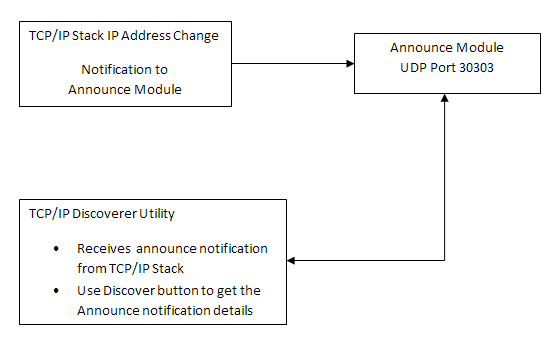 TCP/IP Stack IP Address Change
Notification to
Announce Module
Announce Module
UDP Port 30303
TCP/IP Discoverer Utility
• Receives announce notification
from TCP/IP Stack
• Use Discover button to get the
Announce notification details